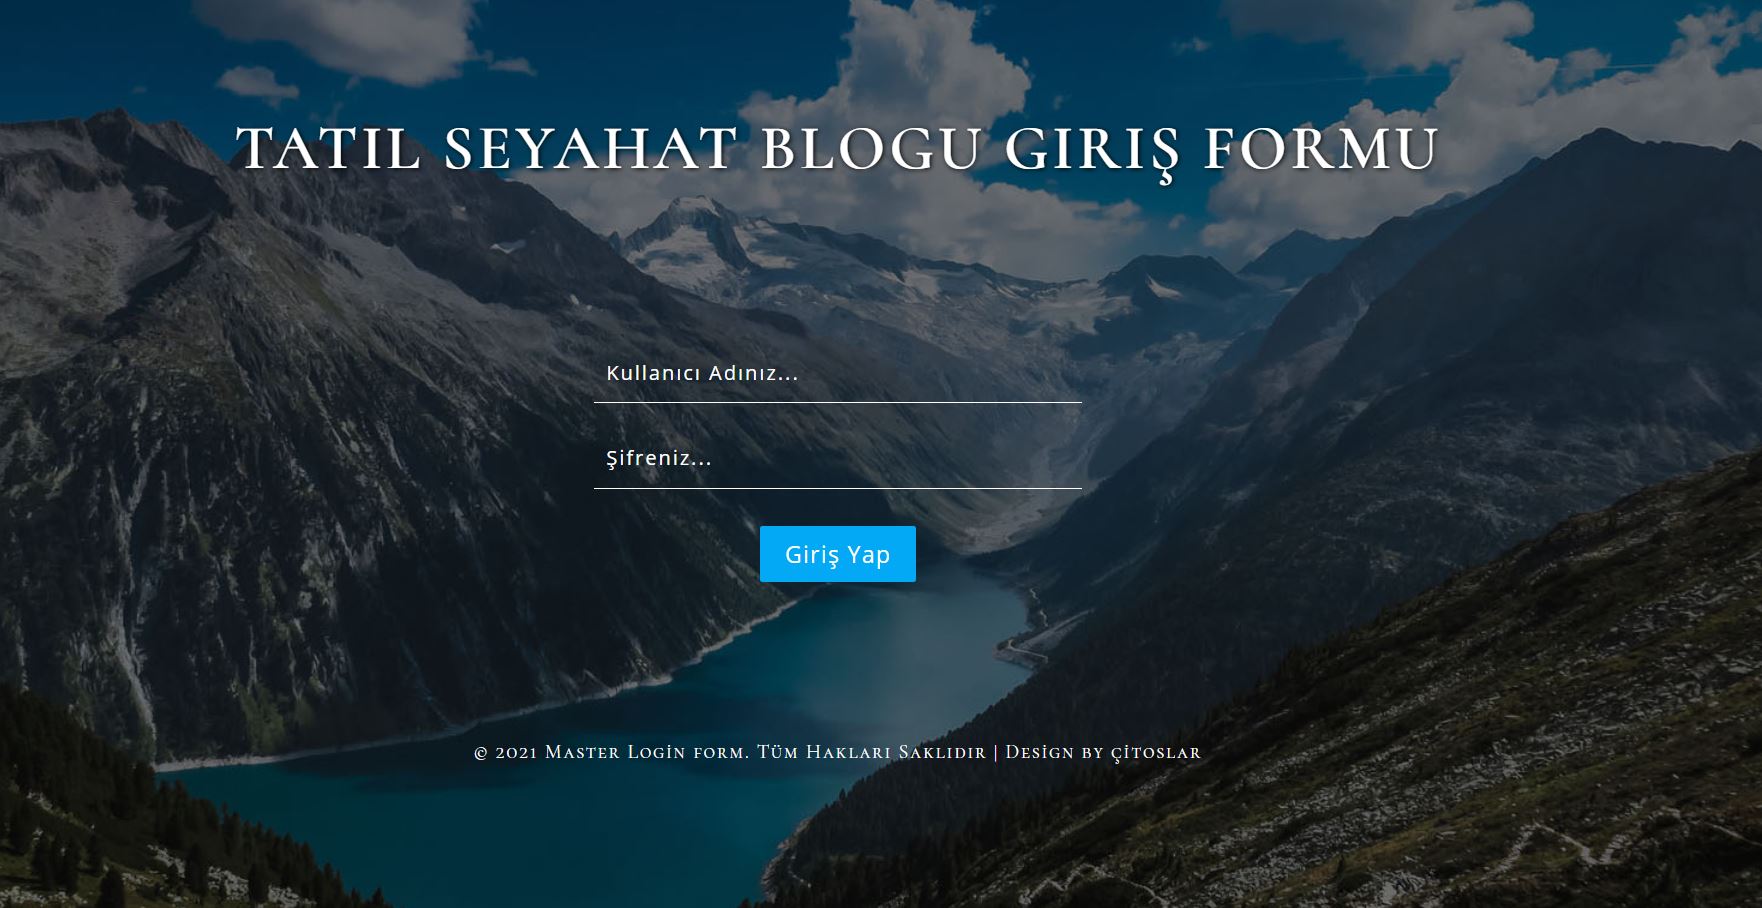 TATIL SEYAHAT BLOGU GIRIŞ FORMU
Kullanıcı Adınız...
Şifreniz...
Giriş Yap
© 2021 Master Login form. Tüm Hakları Saklıdır | Design by çitoslar